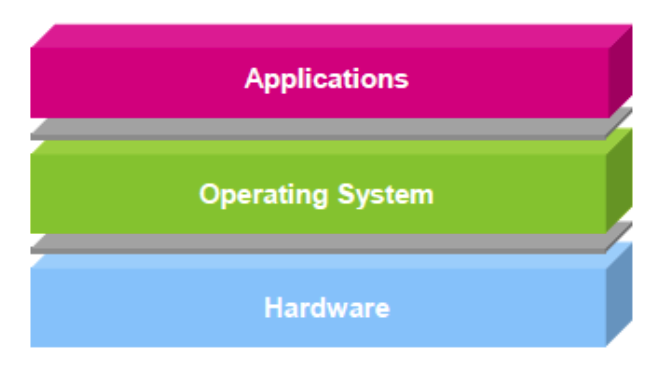 Applications
Operating System
Hardware